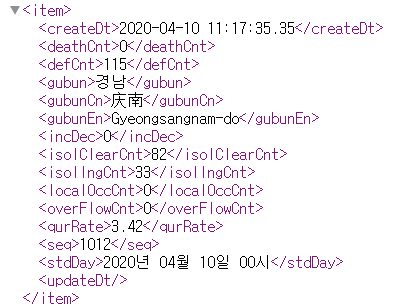 <item>
<createDt>2020-04-10 11:17:35.35</createDt>
<deathCnt>0</deathCnt>
<defCnt>115</defCnt>
<gubun>경남</gubun>
<gubunCn>庆南</gubunCn>
<gubunEn>Gyeongsangnam-do</gubunEn>
<incDec>0</incDec>
<isolClearCnt>82</isolClearCnt>
<isolIngCnt>33</isolIngCnt>
<localOccCnt>0</localOccCnt>
<overFlowCnt>0</overFlowCnt>
<qurRate>3.42</qurRate>
<seq>1012</seq>
<stdDay>2020년 04월 10일 00시</stdDay>
<updateDt/>
</item>